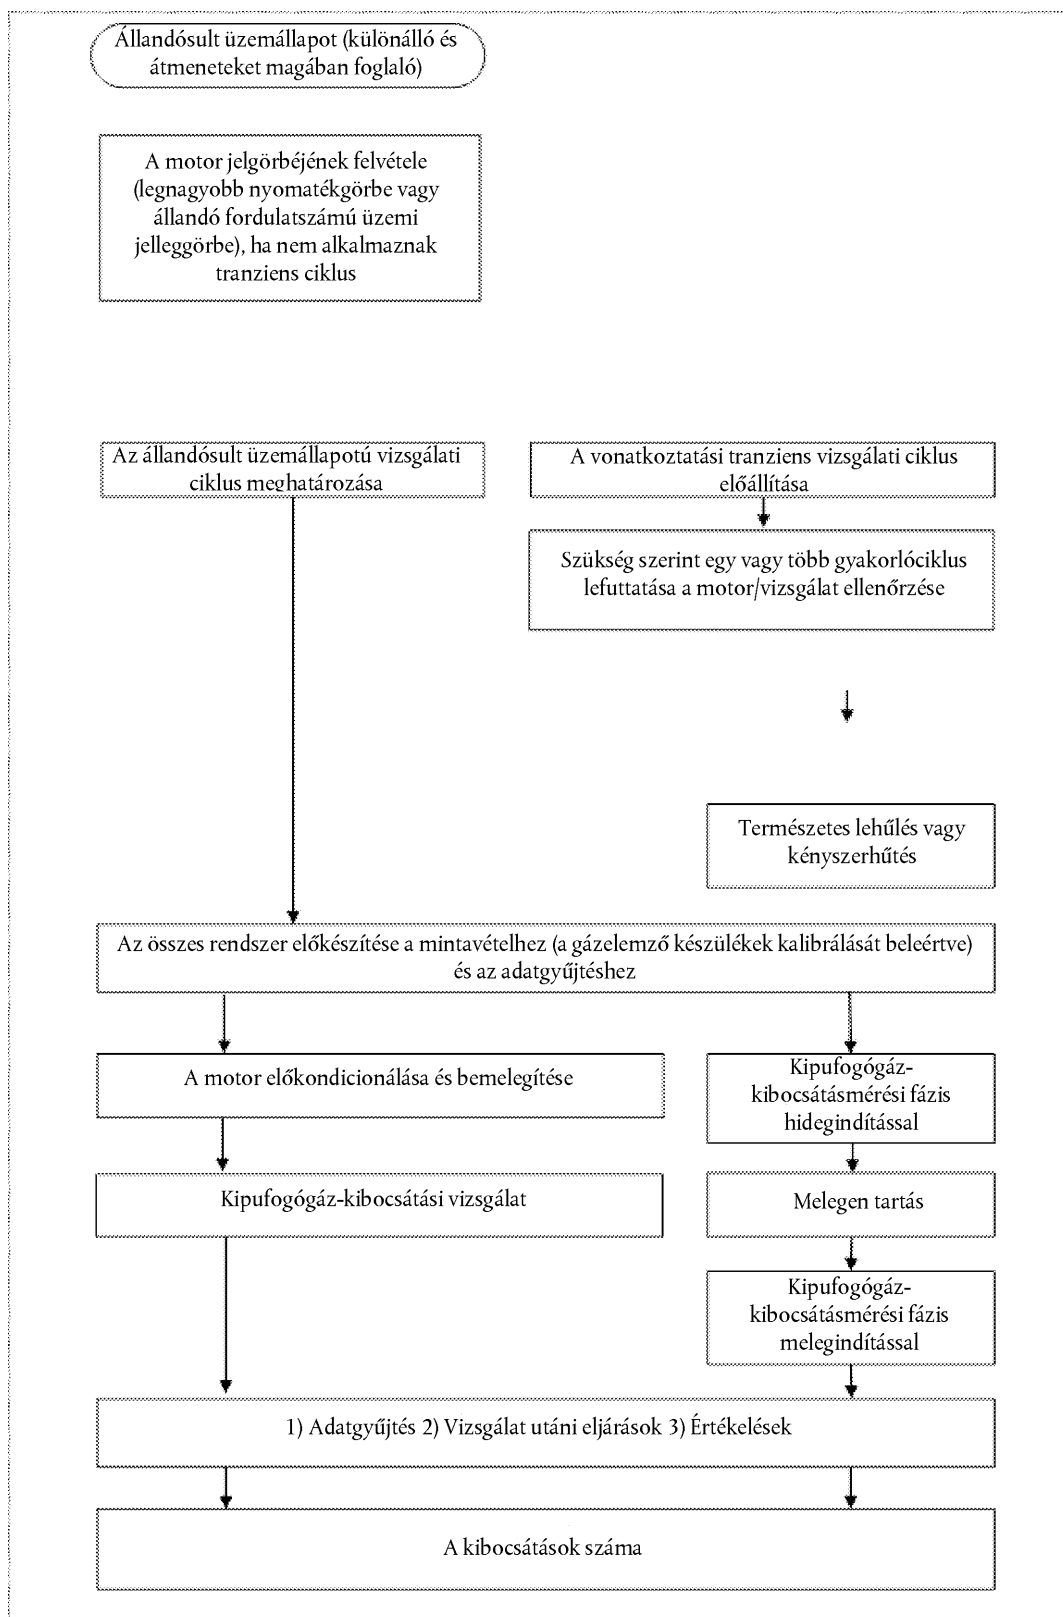 Állandósult üzemállapot (különálló és
átmeneteket magában foglaló)
A motor jelgörbéjének felvétele
(legnagyobb nyomatékgörbe vagy
állandó fordulatszámú üzemi
jelleggörbe), ha nem alkalmaznak
tranziens ciklus
Az állandósult üzemállapotú vizsgálati
ciklus meghatározása
A vonatkoztatási tranziens vizsgálati ciklus
előállítása
Szükség szerint egy vagy több gyakorlóciklus
lefuttatása a motor/vizsgálat ellenőrzése
Természetes lehűlés vagy
kényszerhűtés
Az összes rendszer előkészítése a mintavételhez (a gázelemző készülékek kalibrálását beleértve)
és az adatgyűjtéshez
A motor előkondicionálása és bemelegítése
Kipufogógáz-
kibocsátásmérési fázis
hidegindítással
Kipufogógáz-kibocsátási vizsgálat
Melegen tartás
Kipufogógáz-
kibocsátásmérési fázis
melegindítással
1) Adatgyűjtés 2) Vizsgálat utáni eljárások 3) Értékelések
A kibocsátások száma